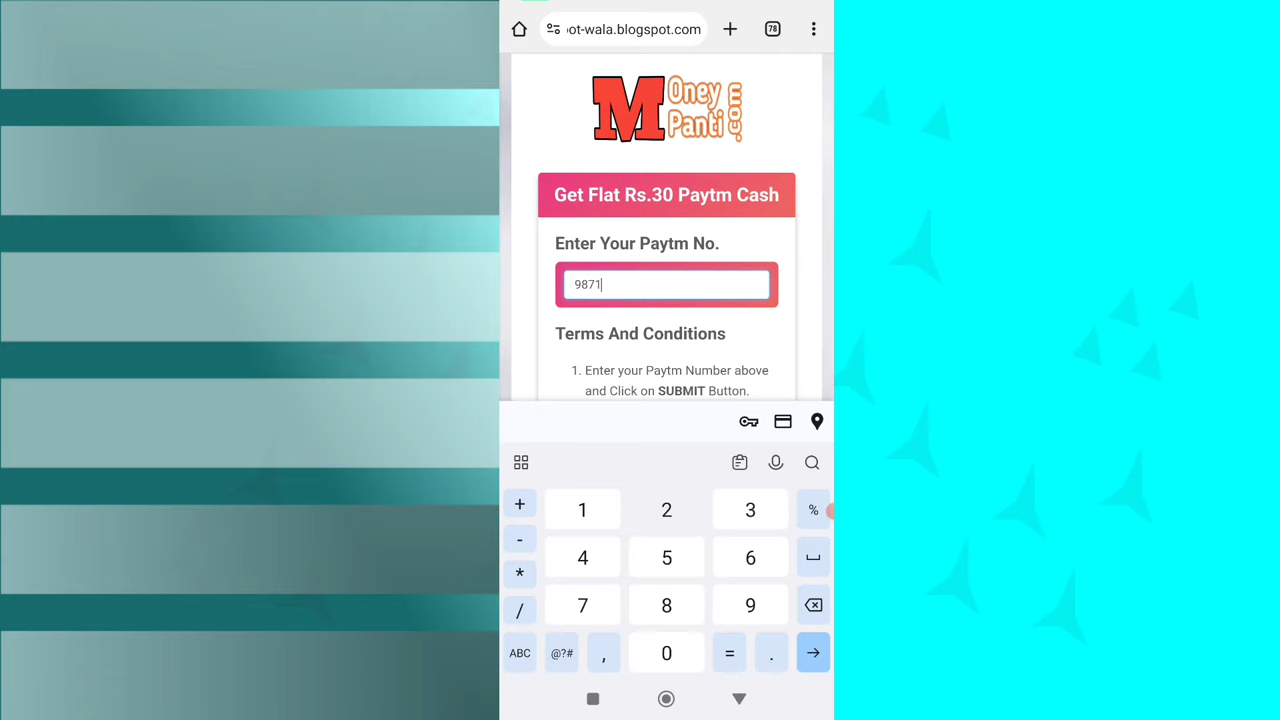 ot-wala.blogspot.com
78
Money
Panti
.com
Get Flat Rs.30 Paytm Cash
Enter Your Paytm No.
9871
Terms And Conditions
1. Enter your Paytm Number above
and Click on SUBMIT Button.
+ 1 2 3 %
-
4 5 6
*
7 8 9
/
ABC @?# , 0 = .